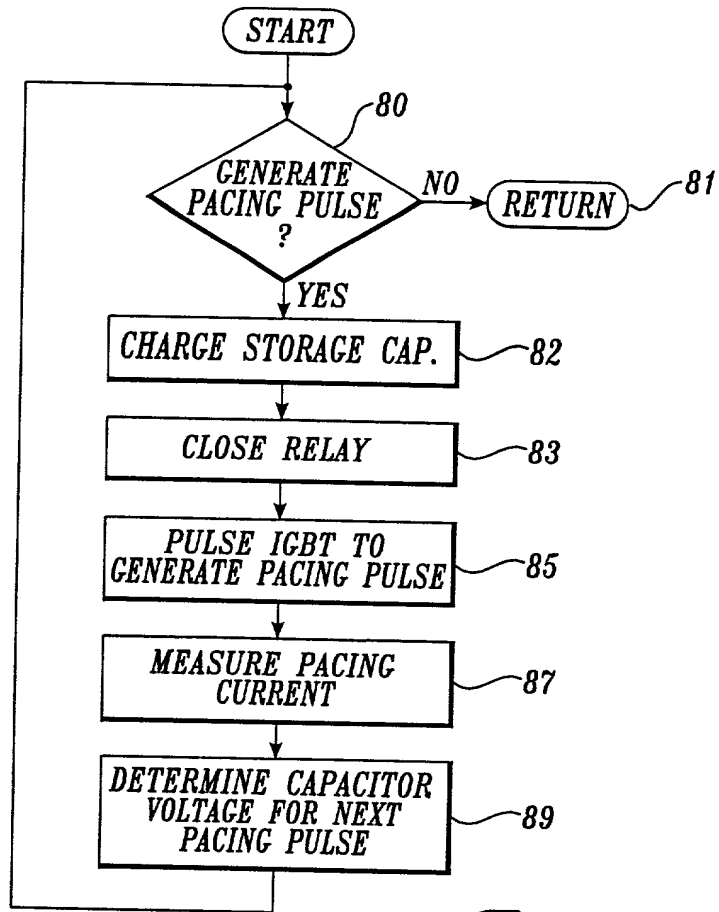 START
80
GENERATE
PACING PULSE
?
NO
RETURN
81
YES
CHARGE STORAGE CAP.
82
CLOSE RELAY
83
PULSE IGBT TO
GENERATE PACING PULSE
85
MEASURE PACING
CURRENT
87
DETERMINE CAPACITOR
VOLTAGE FOR NEXT
PACING PULSE
89